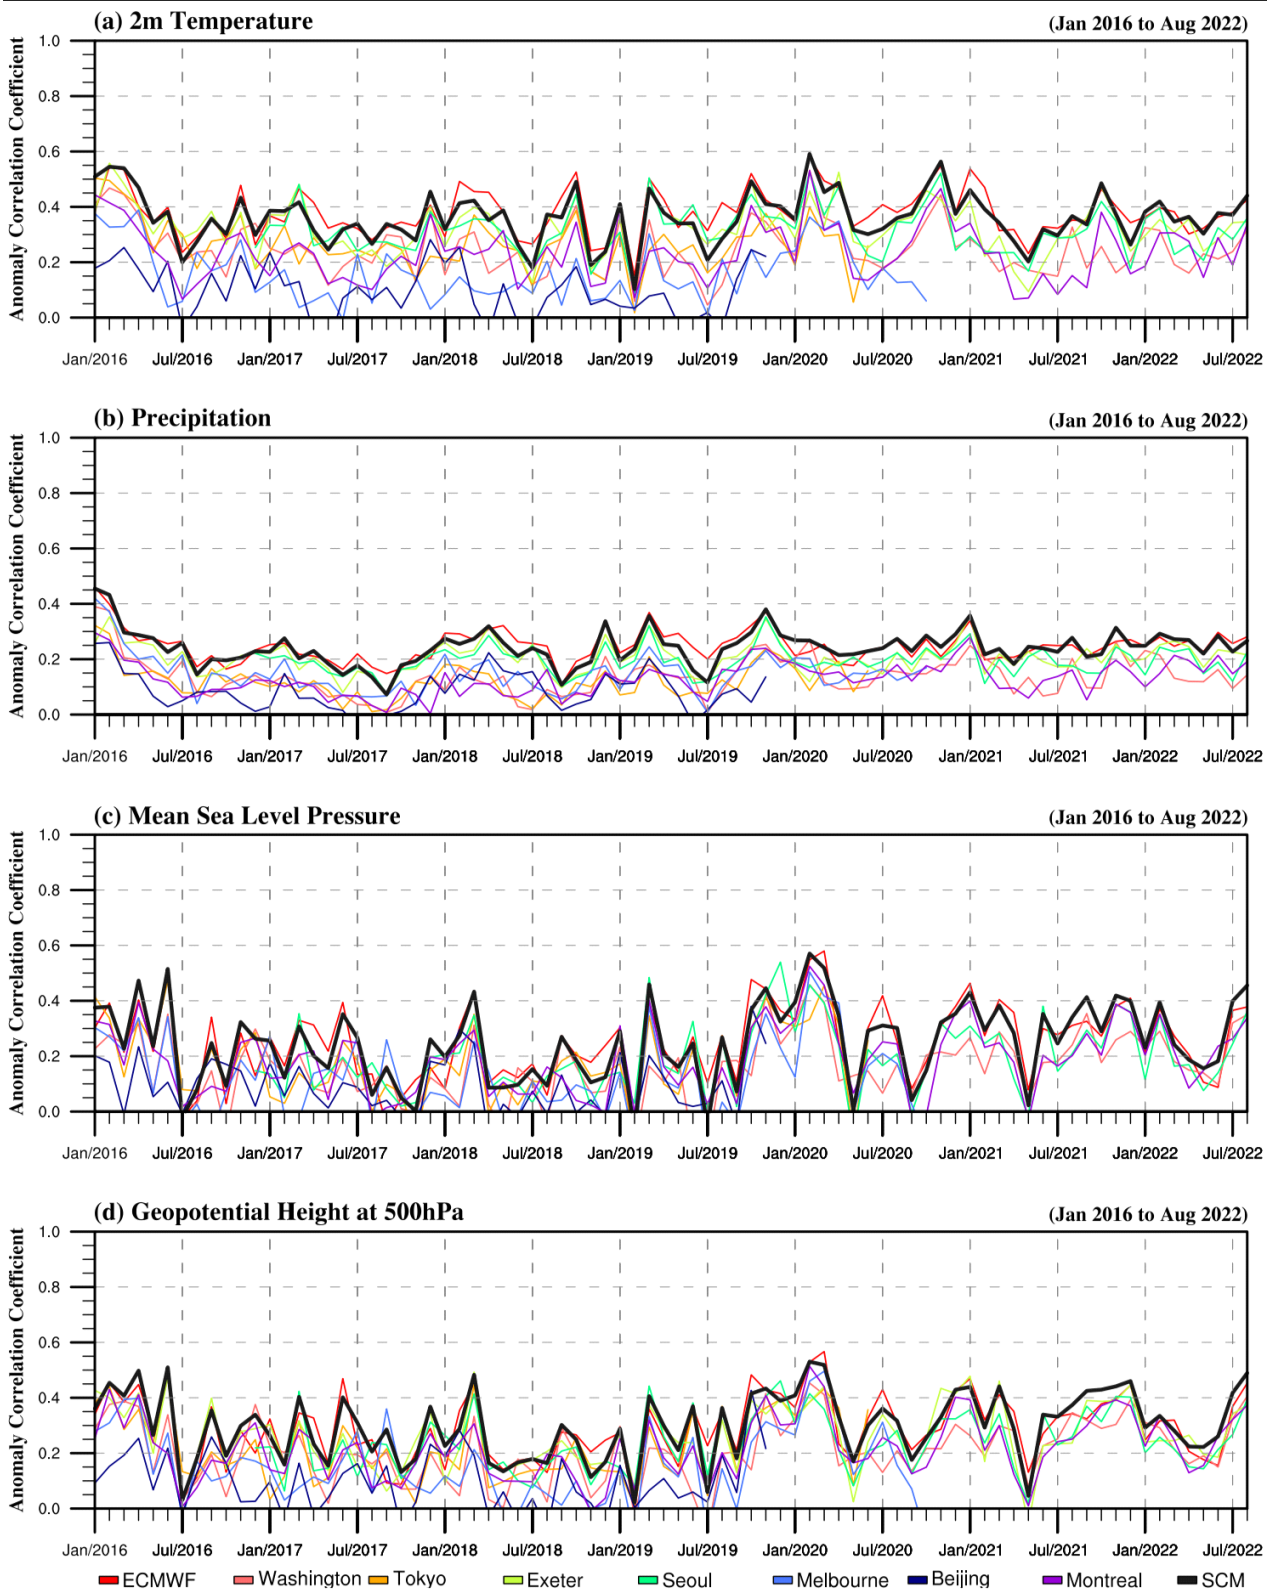 (a) 2m Temperature (Jan 2016 to Aug 2022)
Anomaly Correlation Coefficient
1.0
0.8
0.6
0.4
0.2
0.0
Jan/2016 Jul/2016 Jan/2017 Jul/2017 Jan/2018 Jul/2018 Jan/2019 Jul/2019 Jan/2020 Jul/2020 Jan/2021 Jul/2021 Jan/2022 Jul/2022
(b) Precipitation (Jan 2016 to Aug 2022)
Anomaly Correlation Coefficient
1.0
0.8
0.6
0.4
0.2
0.0
Jan/2016 Jul/2016 Jan/2017 Jul/2017 Jan/2018 Jul/2018 Jan/2019 Jul/2019 Jan/2020 Jul/2020 Jan/2021 Jul/2021 Jan/2022 Jul/2022
(c) Mean Sea Level Pressure (Jan 2016 to Aug 2022)
Anomaly Correlation Coefficient
1.0
0.8
0.6
0.4
0.2
0.0
Jan/2016 Jul/2016 Jan/2017 Jul/2017 Jan/2018 Jul/2018 Jan/2019 Jul/2019 Jan/2020 Jul/2020 Jan/2021 Jul/2021 Jan/2022 Jul/2022
(d) Geopotential Height at 500hPa (Jan 2016 to Aug 2022)
Anomaly Correlation Coefficient
1.0
0.8
0.6
0.4
0.2
0.0
Jan/2016 Jul/2016 Jan/2017 Jul/2017 Jan/2018 Jul/2018 Jan/2019 Jul/2019 Jan/2020 Jul/2020 Jan/2021 Jul/2021 Jan/2022 Jul/2022
ECMWF Washington Tokyo Exeter Seoul Melbourne Beijing Montreal SCM